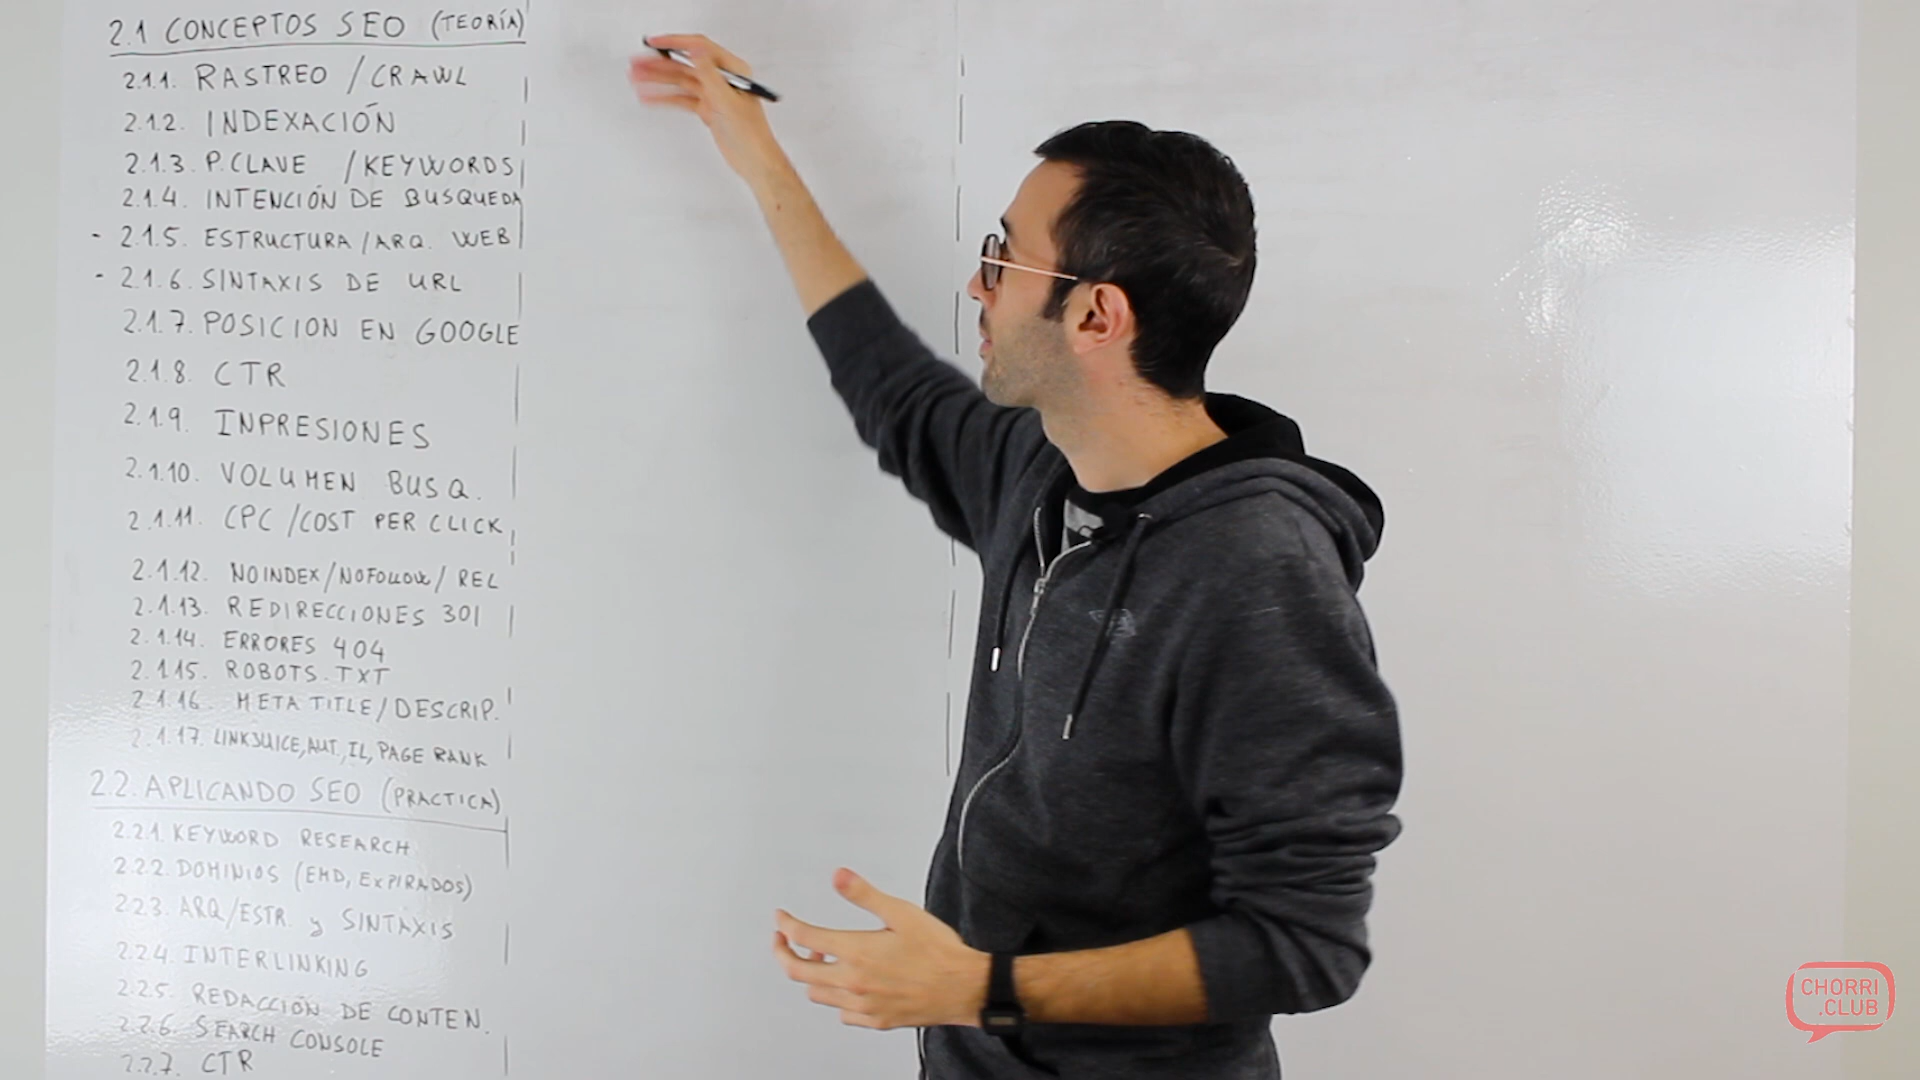 2.1 CONCEPTOS SEO (TEORÍA)
2.1.1. RASTREO / CRAWL
2.1.2. INDEXACIÓN
2.1.3. P. CLAVE / KEYWORDS
2.1.4. INTENCIÓN DE BUSQUEDA
- 2.1.5. ESTRUCTURA / ARQ. WEB
- 2.1.6. SINTAXIS DE URL
2.1.7. POSICION EN GOOGLE
2.1.8. CTR
2.1.9. INPRESIONES
2.1.10. VOLUMEN BUSQ.
2.1.11. CPC / COST PER CLICK
2.1.12. NOINDEX / NOFOLLOW / REL
2.1.13. REDIRECCIONES 301
2.1.14. ERRORES 404
2.1.15. ROBOTS.TXT
2.1.16. META TITLE / DESCRIP.
2.1.17. LINKJUICE, AUT., IL, PAGE RANK
2.2. APLICANDO SEO (PRACTICA)
2.2.1. KEYWORD RESEARCH
2.2.2. DOMINIOS (EMD, EXPIRADOS)
2.2.3. ARQ/ESTR. y SINTAXIS
2.2.4. INTERLINKING
2.2.5. REDACCIÓN DE CONTEN.
2.2.6. SEARCH CONSOLE
2.2.7. CTR
CHORRI
.CLUB